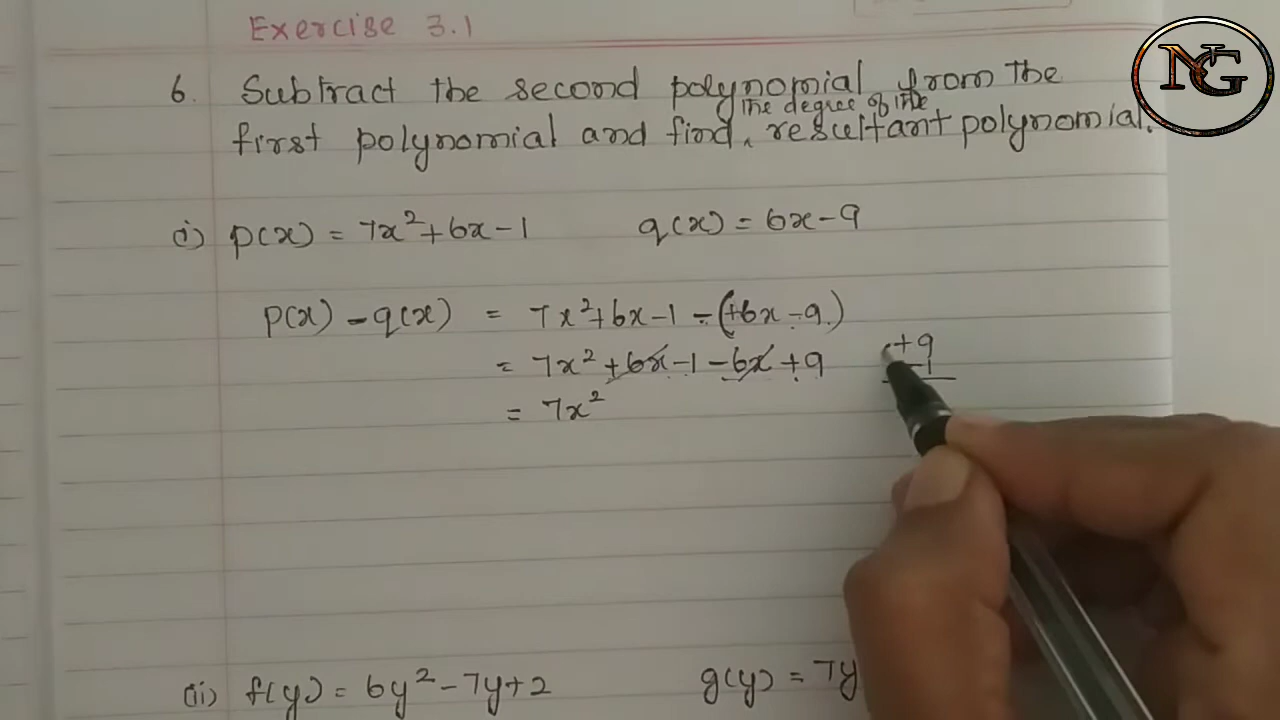 Exercise 3.1
6. Subtract the second polynomial from the
the degree of the
first polynomial and find ‸ resultant polynomial.
i) p(x) = 7x²+6x-1 q(x) = 6x-9
p(x) - q(x) = 7x²+6x-1-(+6x-9)
= 7x²+6x-1-6x+9
+9
-1
= 7x²
(ii) f(y) = 6y²-7y+2 g(y) = 7y
NG